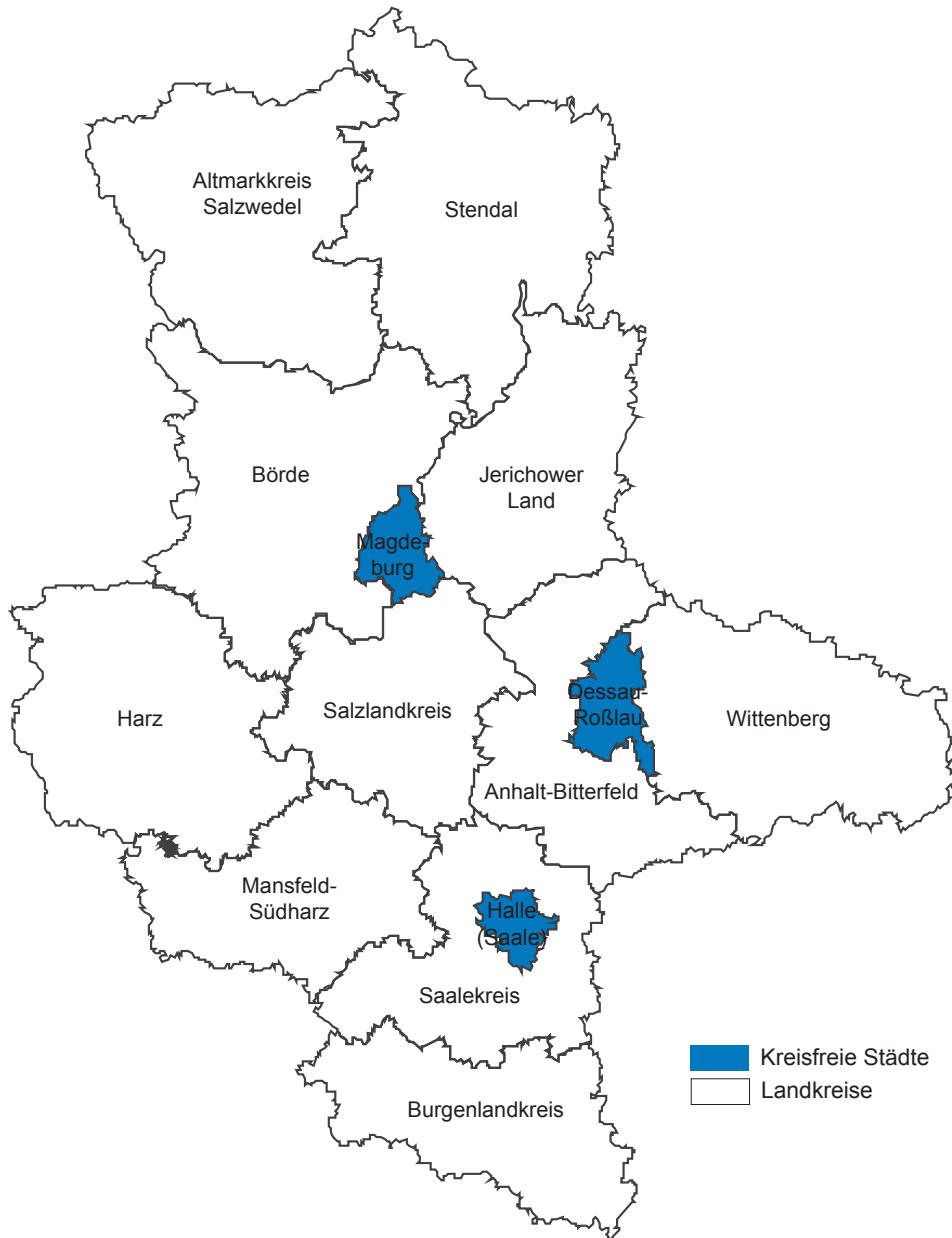 Altmarkkreis
Salzwedel
Stendal
Börde
Jerichower
Land
Magde-
burg
Harz
Salzlandkreis
Dessau-
Roßlau
Wittenberg
Anhalt-Bitterfeld
Mansfeld-
Südharz
Halle
(Saale)
Saalekreis
Burgenlandkreis
Kreisfreie Städte
Landkreise